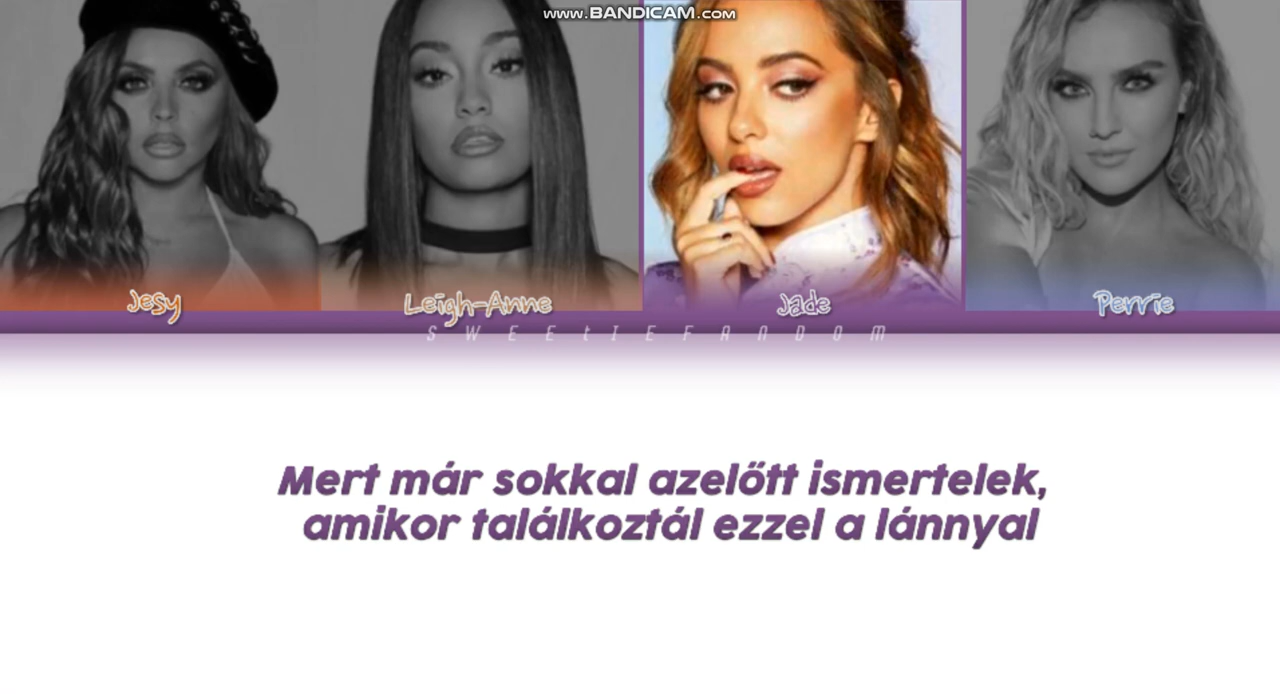 www.BANDICAM.com
Jesy
Leigh-Anne
Jade
Perrie
SWEEtIEFANDOM
Mert már sokkal azelőtt ismertelek,
amikor találkoztál ezzel a lánnyal